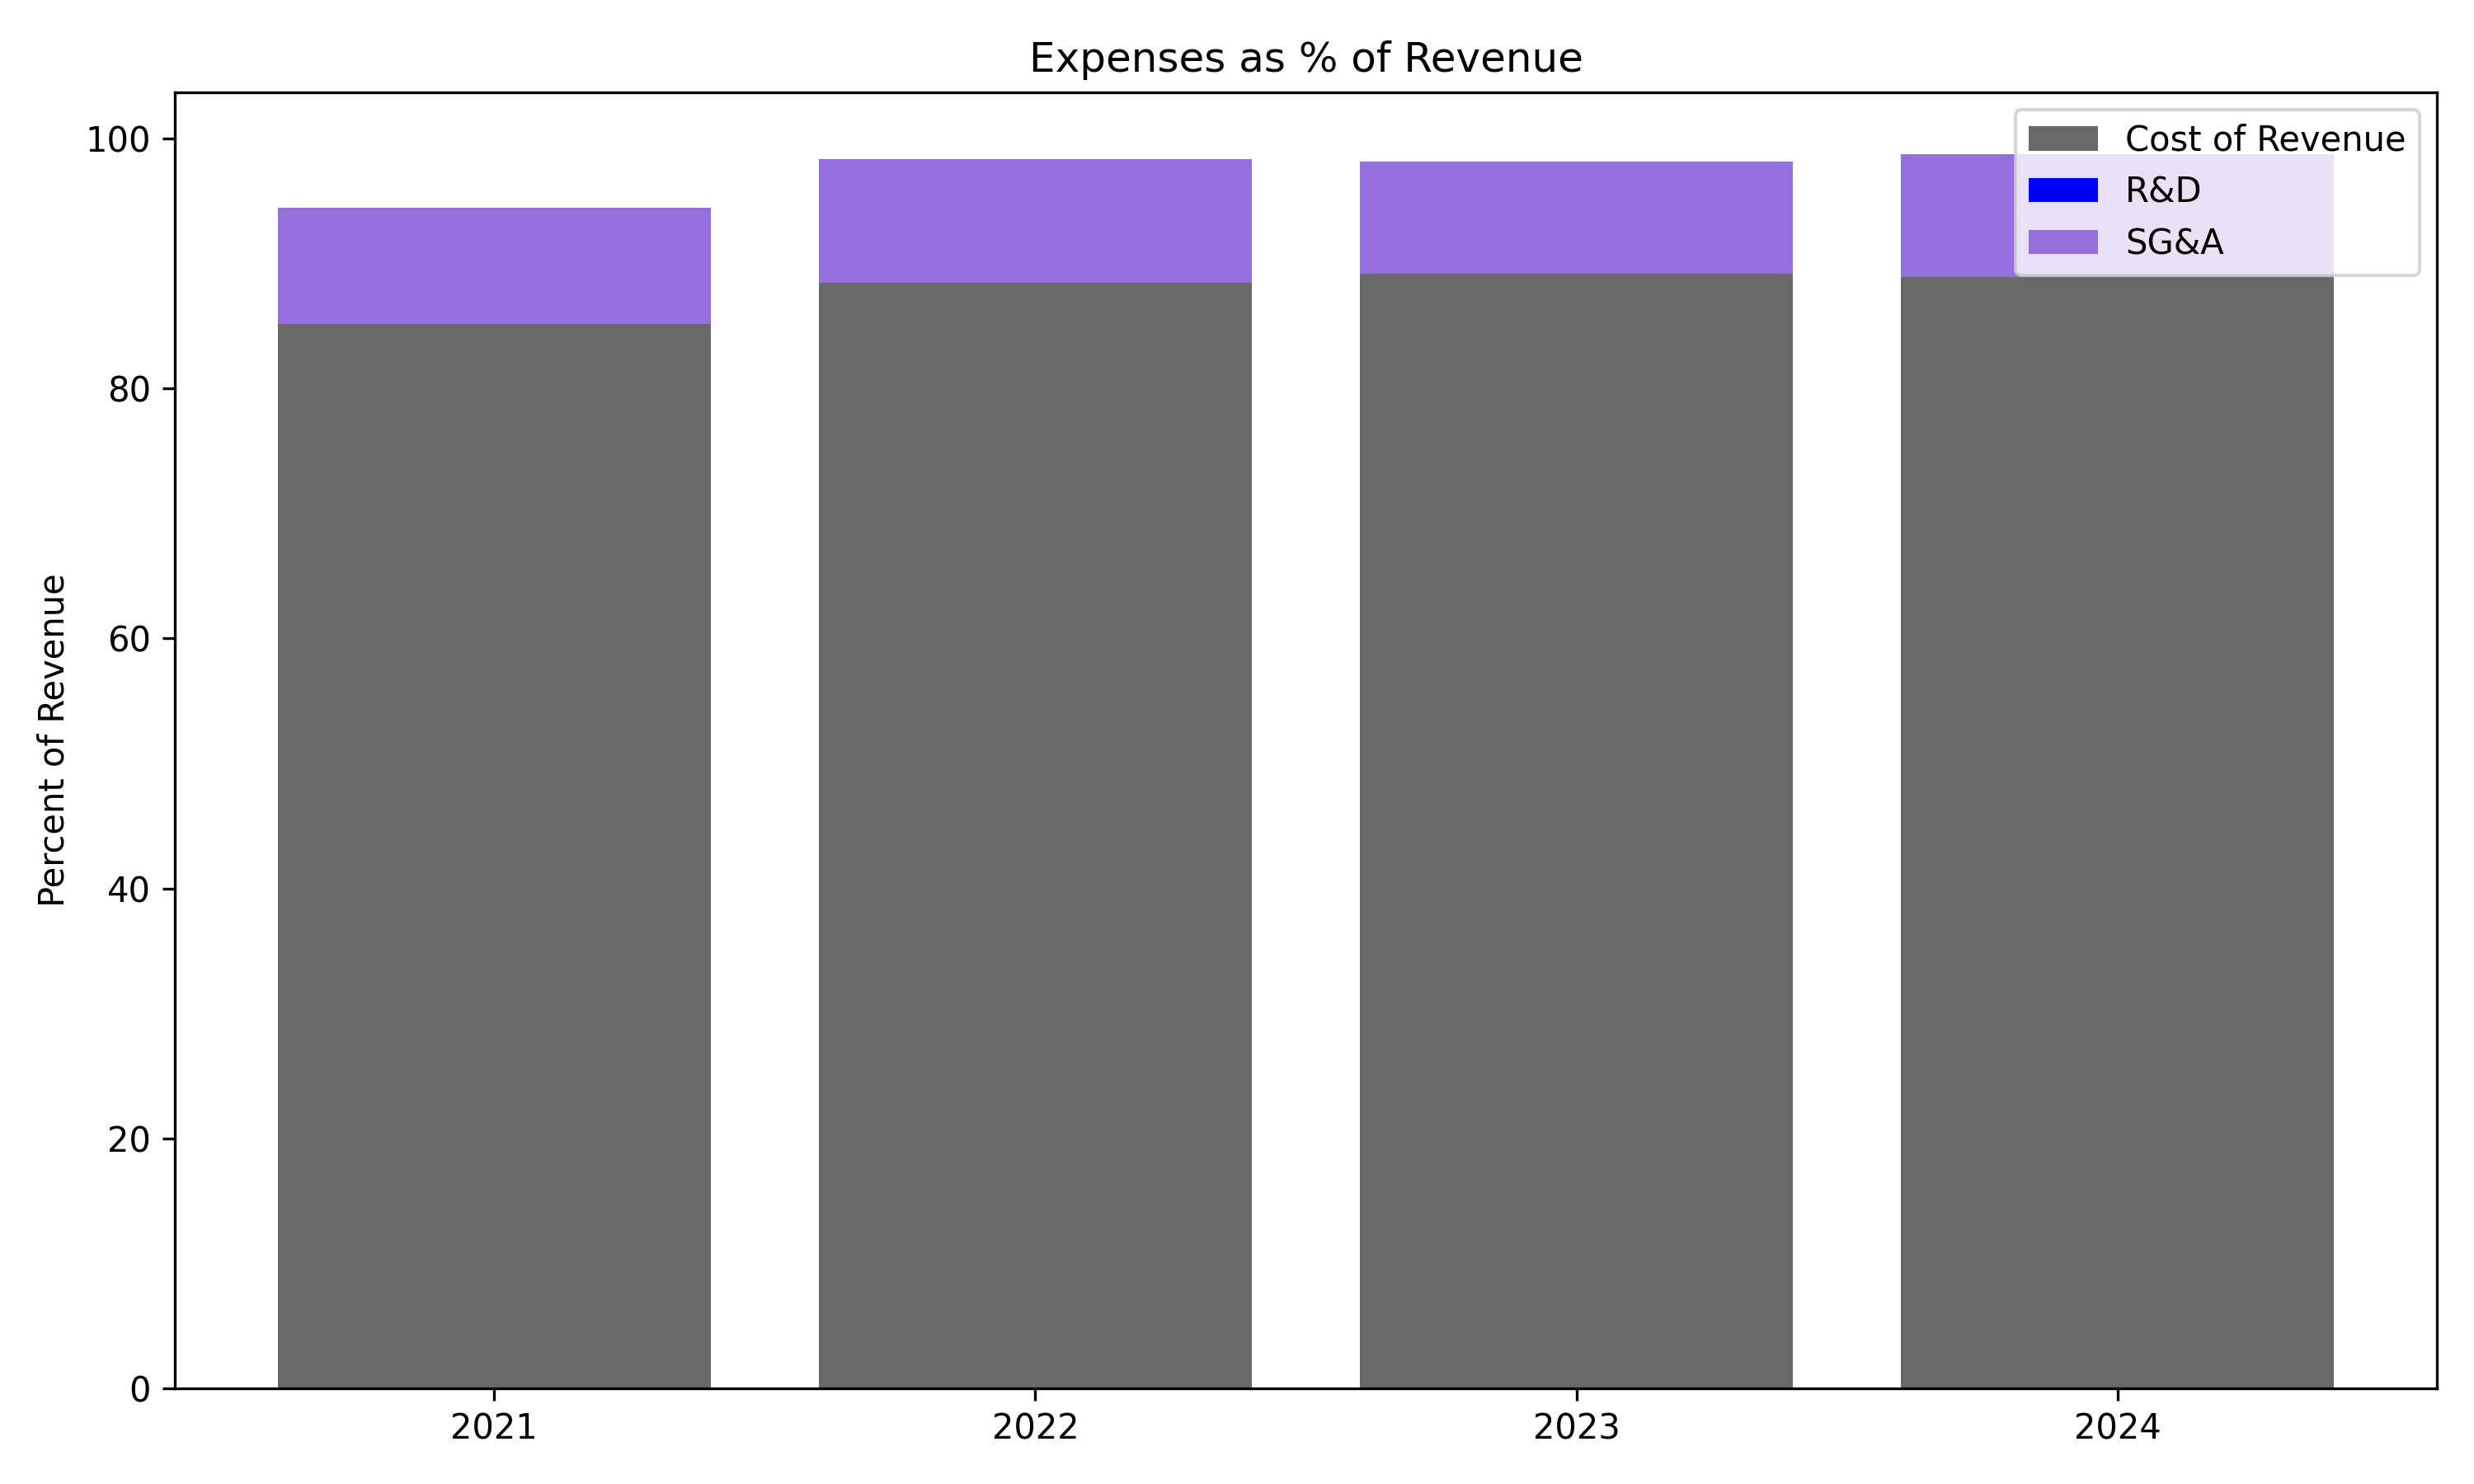 Expenses as % of Revenue
Percent of Revenue
100
80
60
40
20
0
2021
2022
2023
2024
Cost of Revenue
R&D
SG&A